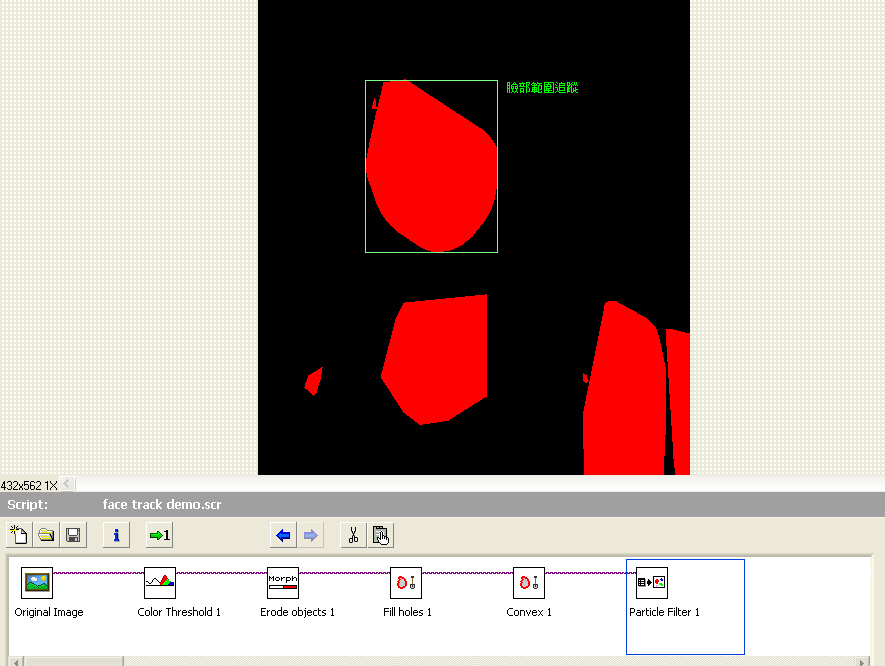 臉部範圍追蹤
432x562 1X
Script: face track demo.scr
i
1
Morph
Original Image
Color Threshold 1
Erode objects 1
Fill holes 1
Convex 1
Particle Filter 1